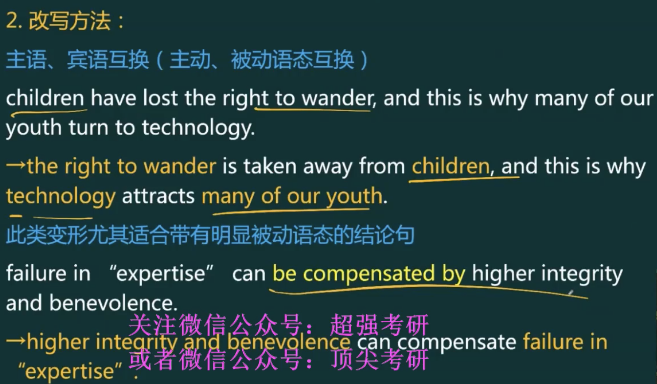 2. 改写方法：
主语、宾语互换（主动、被动语态互换）
children have lost the right to wander, and this is why many of our
youth turn to technology.
→the right to wander is taken away from children, and this is why
technology attracts many of our youth.
此类变形尤其适合带有明显被动语态的结论句
failure in “expertise” can be compensated by higher integrity
and benevolence.
关注微信公众号：超强考研
→higher integrity and benevolence can compensate failure in
或者微信公众号：顶尖考研
“expertise”.